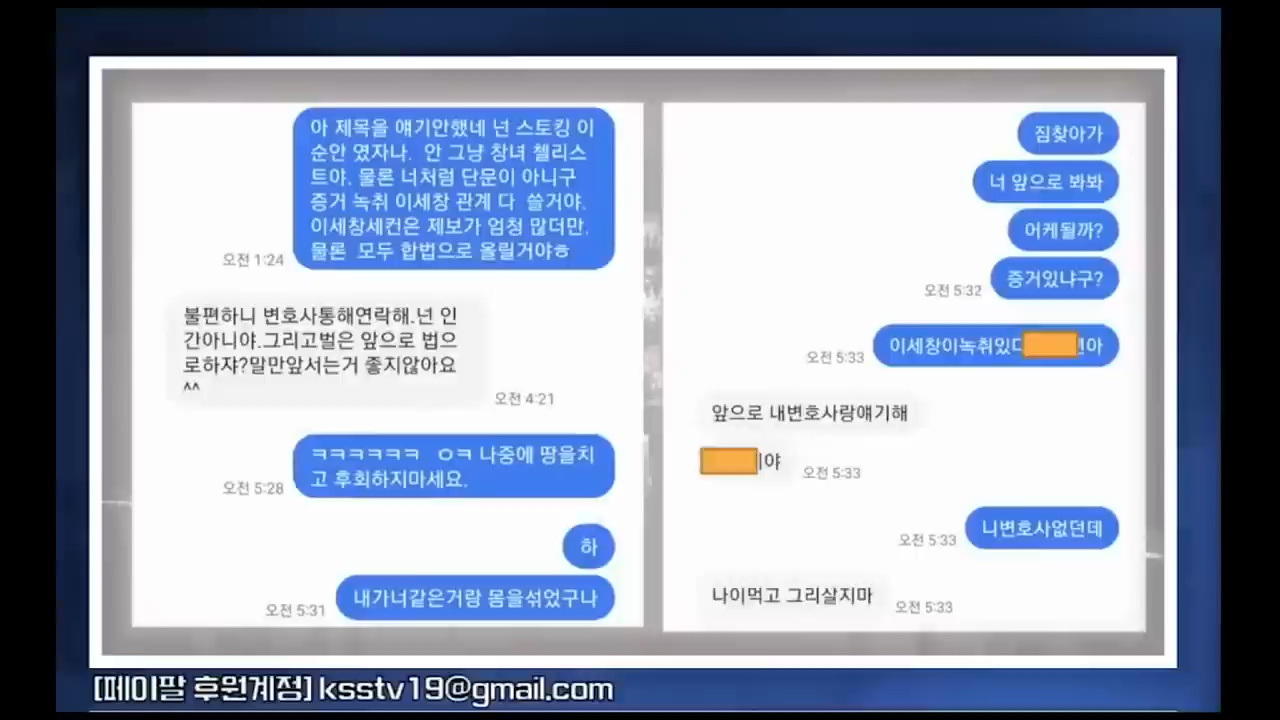 아 제목을 얘기안했네 넌 스토킹 이
순안 였자나. 안 그냥 창녀 첼리스
트야. 물론 너처럼 단문이 아니구
증거 녹취 이세창 관계 다 쓸거야.
이세창세컨은 제보가 엄청 많더만.
물론 모두 합법으로 올릴거야ㅎ
오전 1:24
불편하니 변호사통해연락해.넌 인
간아니야.그리고벌은 앞으로 법으
로하쟈?말만앞서는거 좋지않아요
^^
오전 4:21
ㅋㅋㅋㅋㅋㅋ ㅇㅋ 나중에 땅을치
고 후회하지마세요.
오전 5:28
하
내가너같은거랑 몸을섞었구나
오전 5:31
짐찾아가
너 앞으로 봐봐
어케될까?
증거있냐구?
오전 5:32
이세창이녹취있다 아
오전 5:33
앞으로 내변호사랑얘기해
야
오전 5:33
니변호사없던데
오전 5:33
나이먹고 그리살지마
오전 5:33
[페이팔 후원계정] ksstv19@gmail.com